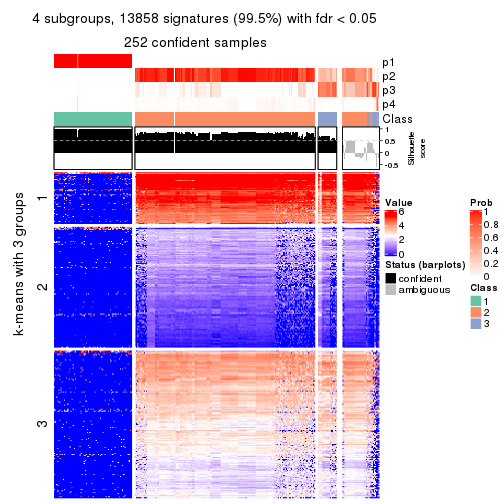 4 subgroups, 13858 signatures (99.5%) with fdr < 0.05
252 confident samples
p1
p2
p3
p4
Class
1
0.5
0
-0.5
Silhouette
score
k-means with 3 groups
1
2
3
Value
6
4
2
0
Status (barplots)
confident
ambiguous
Prob
1
0.8
0.6
0.4
0.2
0
Class
1
2
3